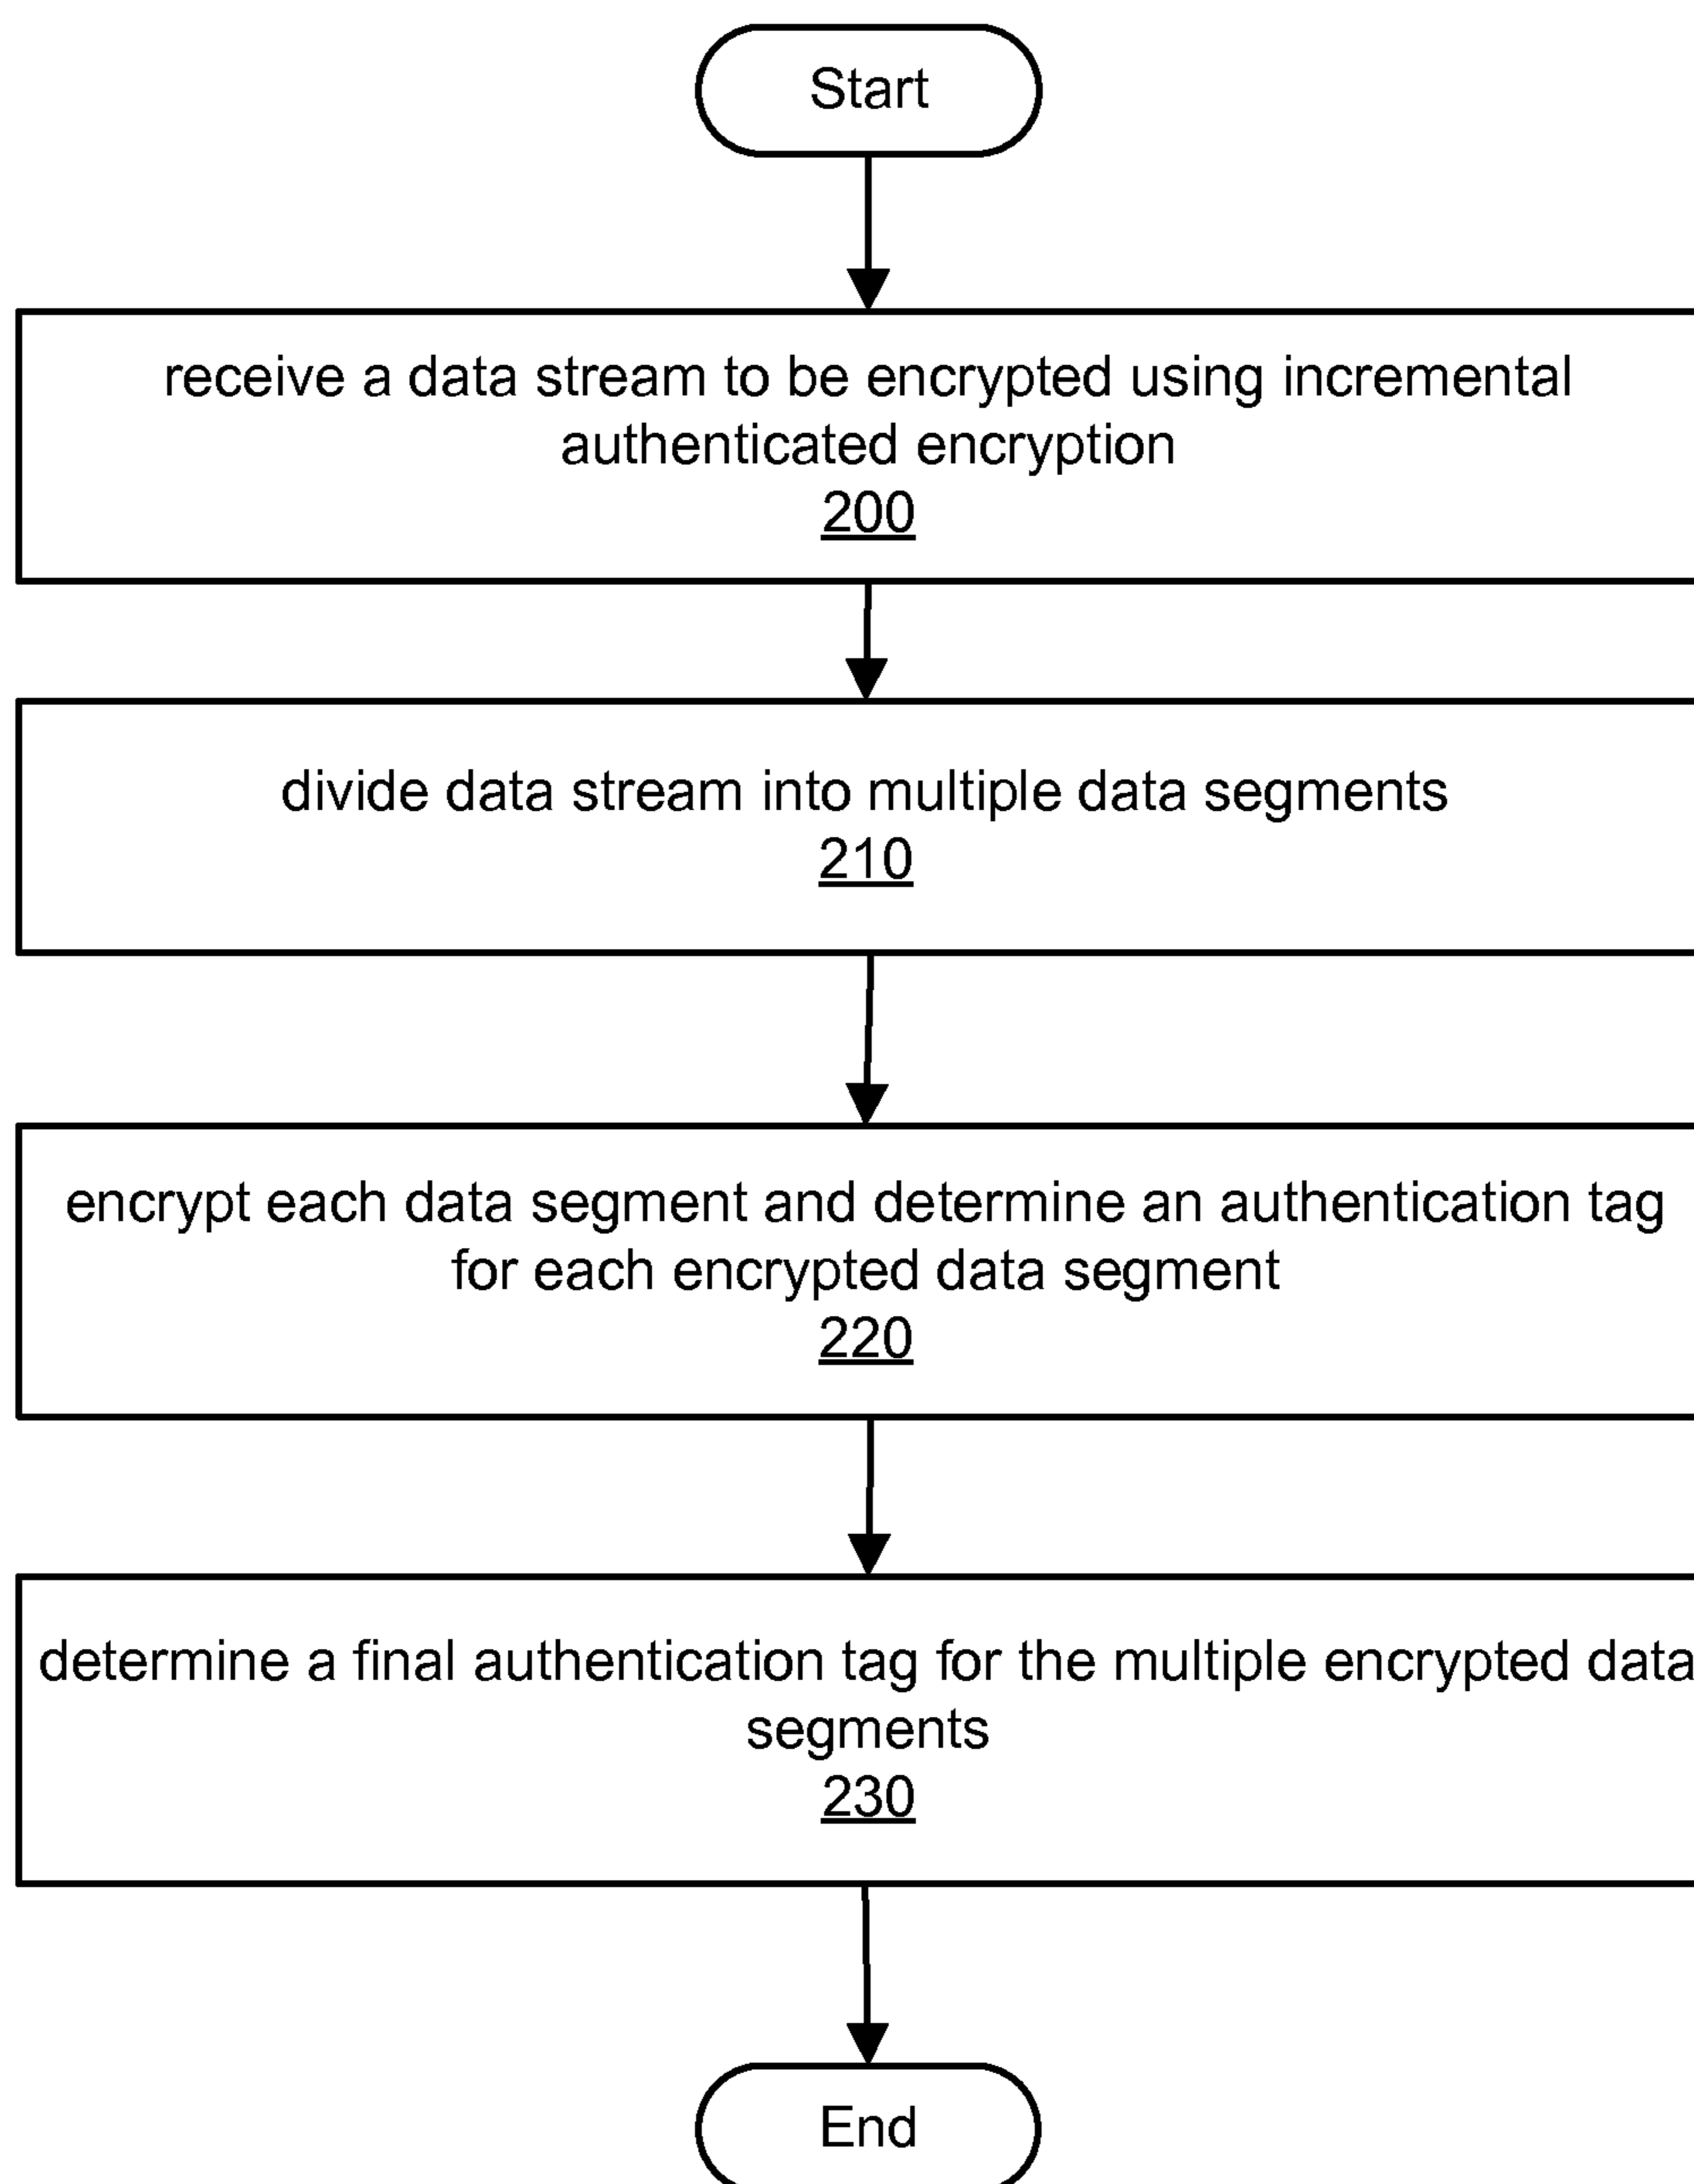 Start
receive a data stream to be encrypted using incremental
authenticated encryption
200
divide data stream into multiple data segments
210
encrypt each data segment and determine an authentication tag
for each encrypted data segment
220
determine a final authentication tag for the multiple encrypted data
segments
230
End